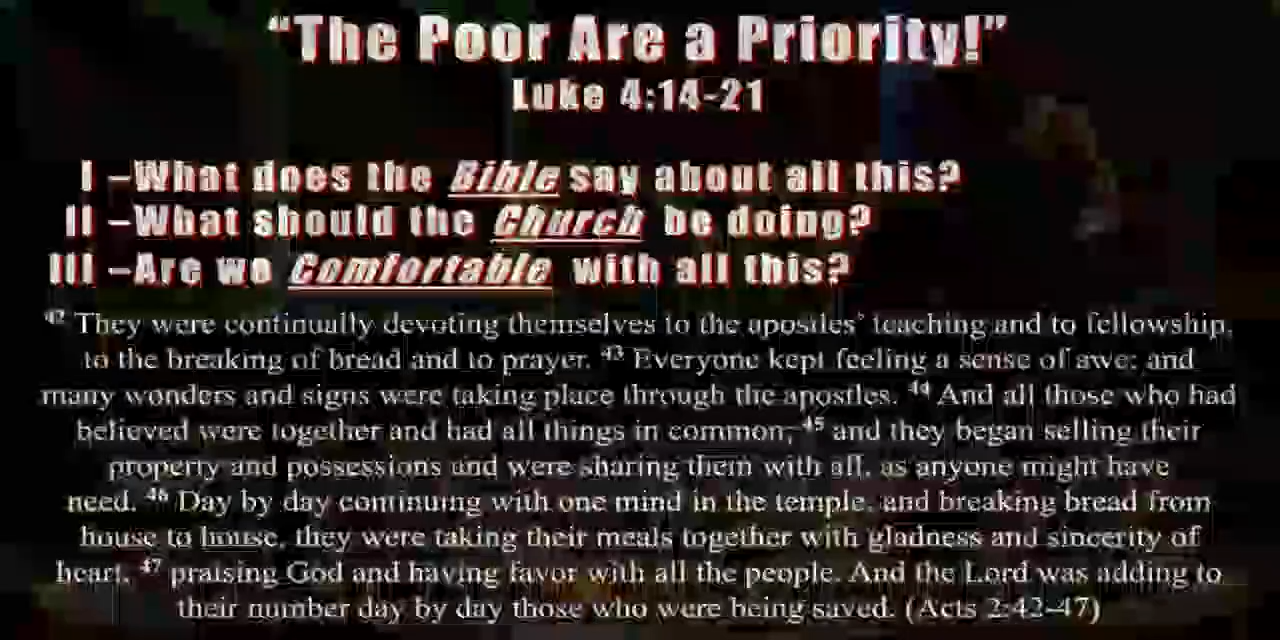 “The Poor Are a Priority!”
Luke 4:14-21
I –What does the Bible say about all this?
II –What should the Church be doing?
III –Are we Comfortable with all this?
42 They were continually devoting themselves to the apostles’ teaching and to fellowship,
to the breaking of bread and to prayer. 43 Everyone kept feeling a sense of awe; and
many wonders and signs were taking place through the apostles. 44 And all those who had
believed were together and had all things in common; 45 and they began selling their
property and possessions and were sharing them with all, as anyone might have
need. 46 Day by day continuing with one mind in the temple, and breaking bread from
house to house, they were taking their meals together with gladness and sincerity of
heart, 47 praising God and having favor with all the people. And the Lord was adding to
their number day by day those who were being saved. (Acts 2:42-47)